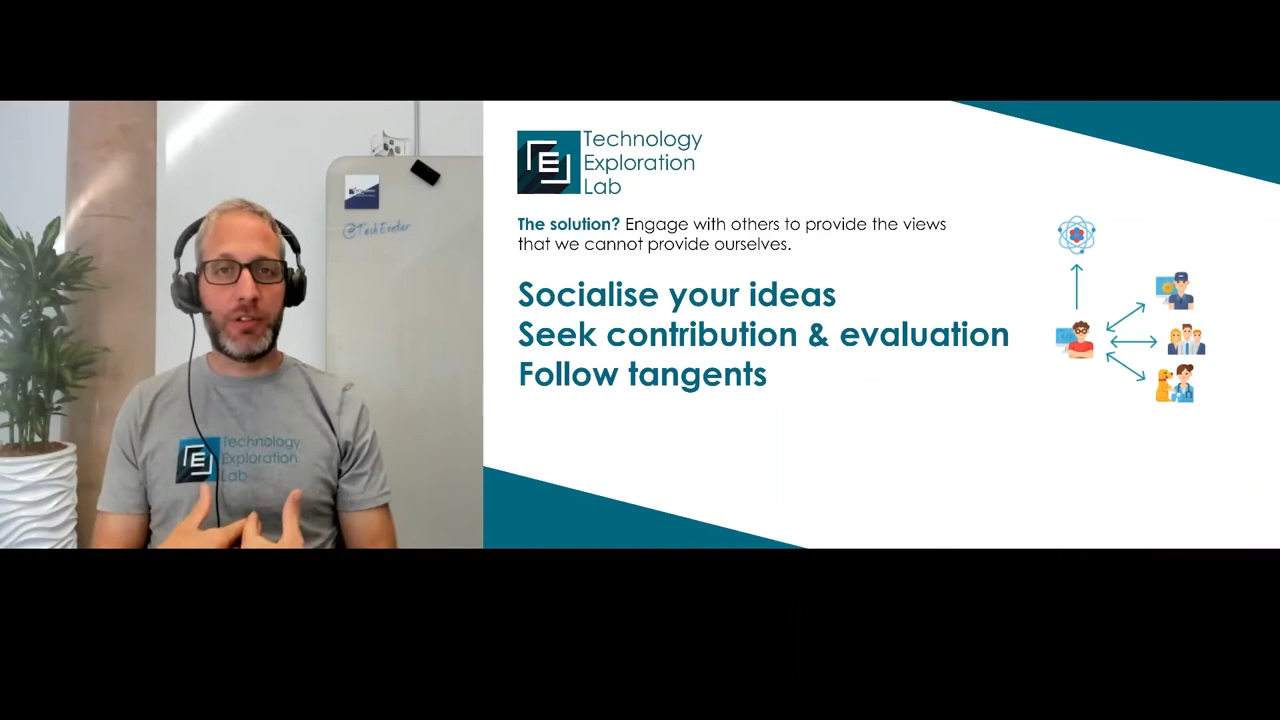 @TechExeter
Technology
Exploration
Lab
E
Technology
Exploration
Lab
The solution? Engage with others to provide the views
that we cannot provide ourselves.
Socialise your ideas
Seek contribution & evaluation
Follow tangents